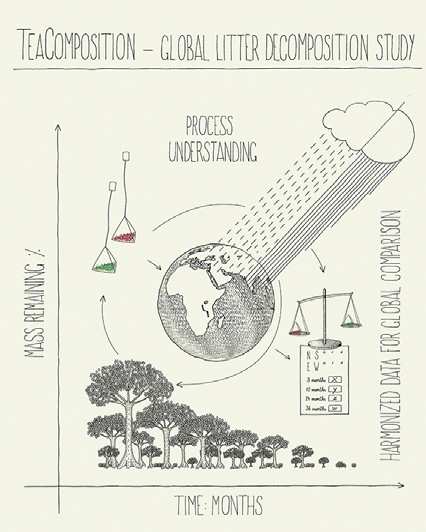 TEACOMPOSITION – GLOBAL LITTER DECOMPOSITION STUDY
PROCESS
UNDERSTANDING
MASS REMAINING %
HARMONIZED DATA FOR GLOBAL COMPARISON
N S ° ' "
E W ° ' "
3 months X
12 months y
24 months z
36 months W
TIME: MONTHS